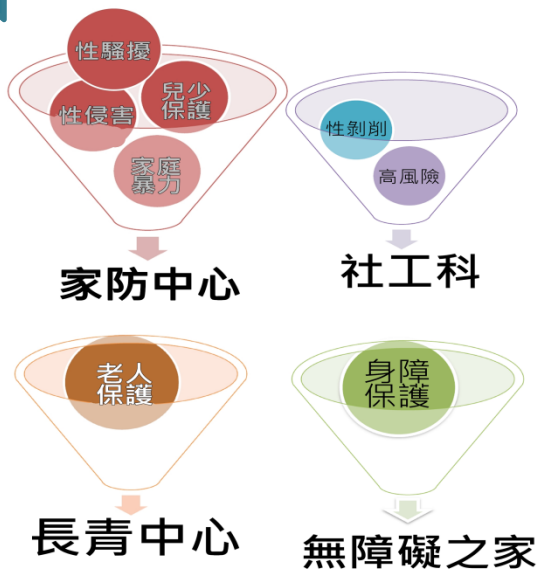 性騷擾
性侵害
兒少
保護
家庭
暴力
家防中心
性剝削
高風險
社工科
老人
保護
長青中心
身障
保護
無障礙之家